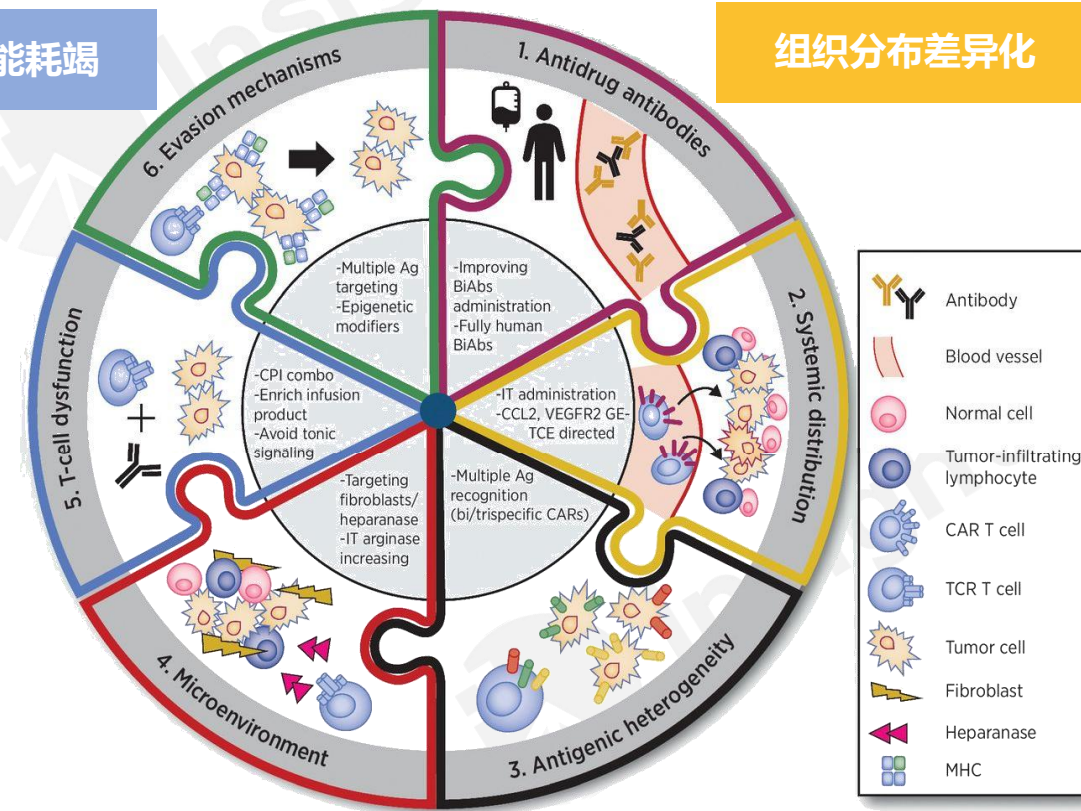 能耗竭
组织分布差异化
1. Antidrug antibodies
2. Systemic distribution
3. Antigenic heterogeneity
4. Microenvironment
5. T-cell dysfunction
6. Evasion mechanisms
-Improving
BiAbs
administration
-Fully human
BiAbs
-IT administration
-CCL2, VEGFR2 GE-
TCE directed
-Multiple Ag
recognition
(bi/trispecific CARs)
-Targeting
fibroblasts/
heparanase
-IT arginase
increasing
-CPI combo
-Enrich infusion
product
-Avoid tonic
signaling
-Multiple Ag
targeting
-Epigenetic
modifiers
Antibody
Blood vessel
Normal cell
Tumor-infiltrating
lymphocyte
CAR T cell
TCR T cell
Tumor cell
Fibroblast
Heparanase
MHC